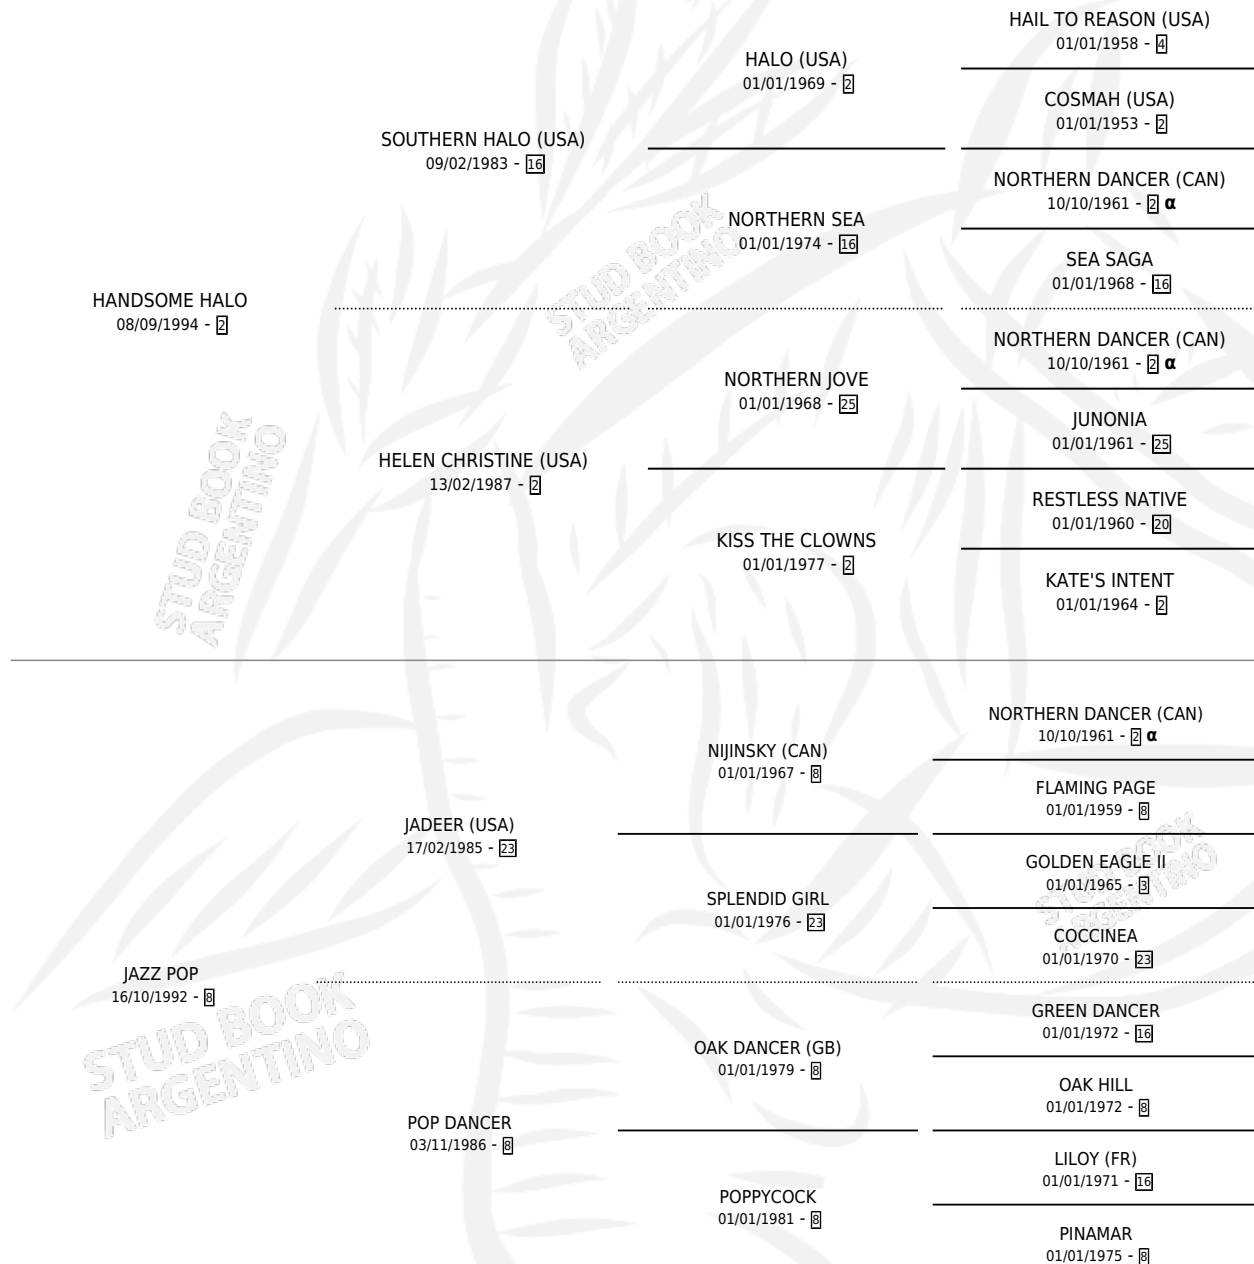 HAIL TO REASON (USA)
01/01/1958 - 4
HALO (USA)
01/01/1969 - 2
COSMAH (USA)
01/01/1953 - 2
SOUTHERN HALO (USA)
09/02/1983 - 16
NORTHERN DANCER (CAN)
10/10/1961 - 2 α
NORTHERN SEA
01/01/1974 - 16
SEA SAGA
01/01/1968 - 16
HANDSOME HALO
08/09/1994 - 2
STUD BOOK
ARGENTINO
NORTHERN DANCER (CAN)
10/10/1961 - 2 α
NORTHERN JOVE
01/01/1968 - 25
JUNONIA
01/01/1961 - 25
HELEN CHRISTINE (USA)
13/02/1987 - 2
RESTLESS NATIVE
01/01/1960 - 20
KISS THE CLOWNS
01/01/1977 - 2
KATE'S INTENT
01/01/1964 - 2
STUD BOOK
ARGENTINO
NORTHERN DANCER (CAN)
10/10/1961 - 2 α
NIJINSKY (CAN)
01/01/1967 - 8
FLAMING PAGE
01/01/1959 - 8
JADEER (USA)
17/02/1985 - 23
GOLDEN EAGLE II
01/01/1965 - 3
SPLENDID GIRL
01/01/1976 - 23
COCCINEA
01/01/1970 - 23
STUD BOOK
ARGENTINO
JAZZ POP
16/10/1992 - 8
GREEN DANCER
01/01/1972 - 16
OAK DANCER (GB)
01/01/1979 - 8
OAK HILL
01/01/1972 - 8
POP DANCER
03/11/1986 - 8
LILOY (FR)
01/01/1971 - 16
POPPYCOCK
01/01/1981 - 8
PINAMAR
01/01/1975 - 8
STUD BOOK
ARGENTINO